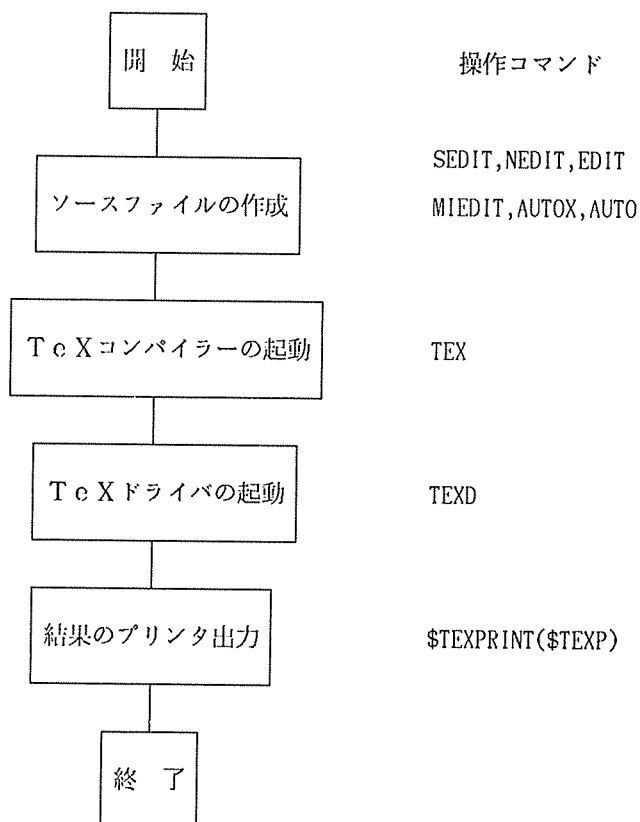 開　始
操作コマンド
SEDIT,NEDIT,EDIT
ソースファイルの作成
MIEDIT,AUTOX,AUTO
ＴｅＸコンパイラーの起動
TEX
ＴｅＸドライバの起動
TEXD
結果のプリンタ出力
$TEXPRINT($TEXP)
終　了